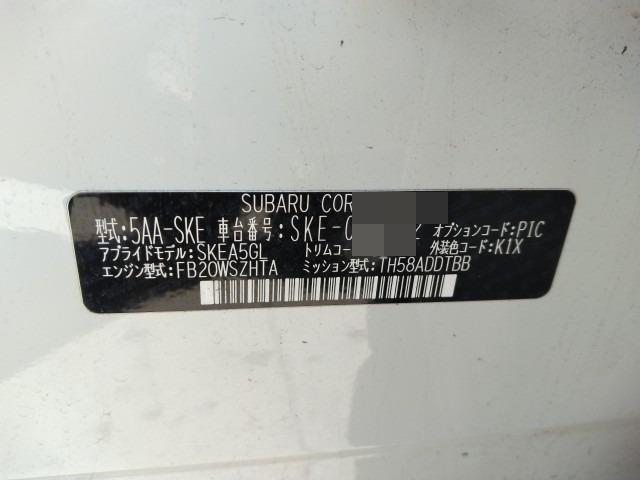 SUBARU COR
型式:5AA-SKE 車台番号:SKE- オプションコード:PIC
アプライドモデル:SKEA5GL トリムコード 外装色コード:K1X
エンジン型式:FB20WSZHTA ミッション型式:TH58ADDTBB